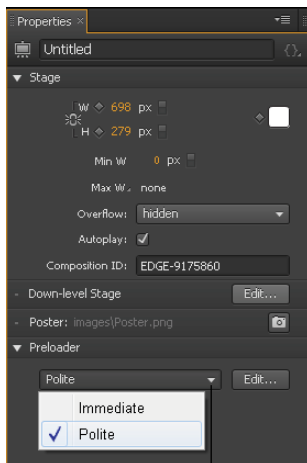 Properties ×
Untitled
Stage
W 698 px
H 279 px
Min W 0 px
Max W none
Overflow: hidden
Autoplay:
Composition ID: EDGE-9175860
Down-level Stage Edit...
Poster: images\Poster.png
Preloader
Polite Edit...
Immediate
Polite